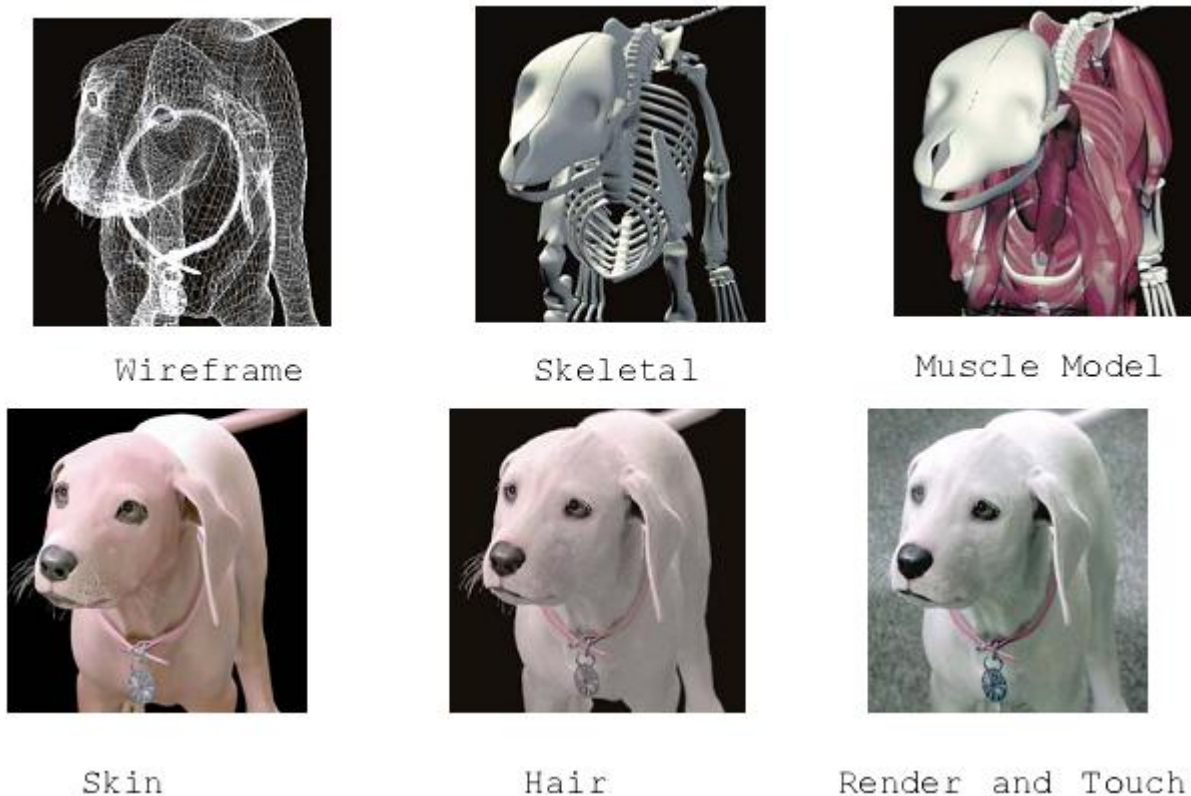 Wireframe
Skeletal
Muscle Model
Skin
Hair
Render and Touch